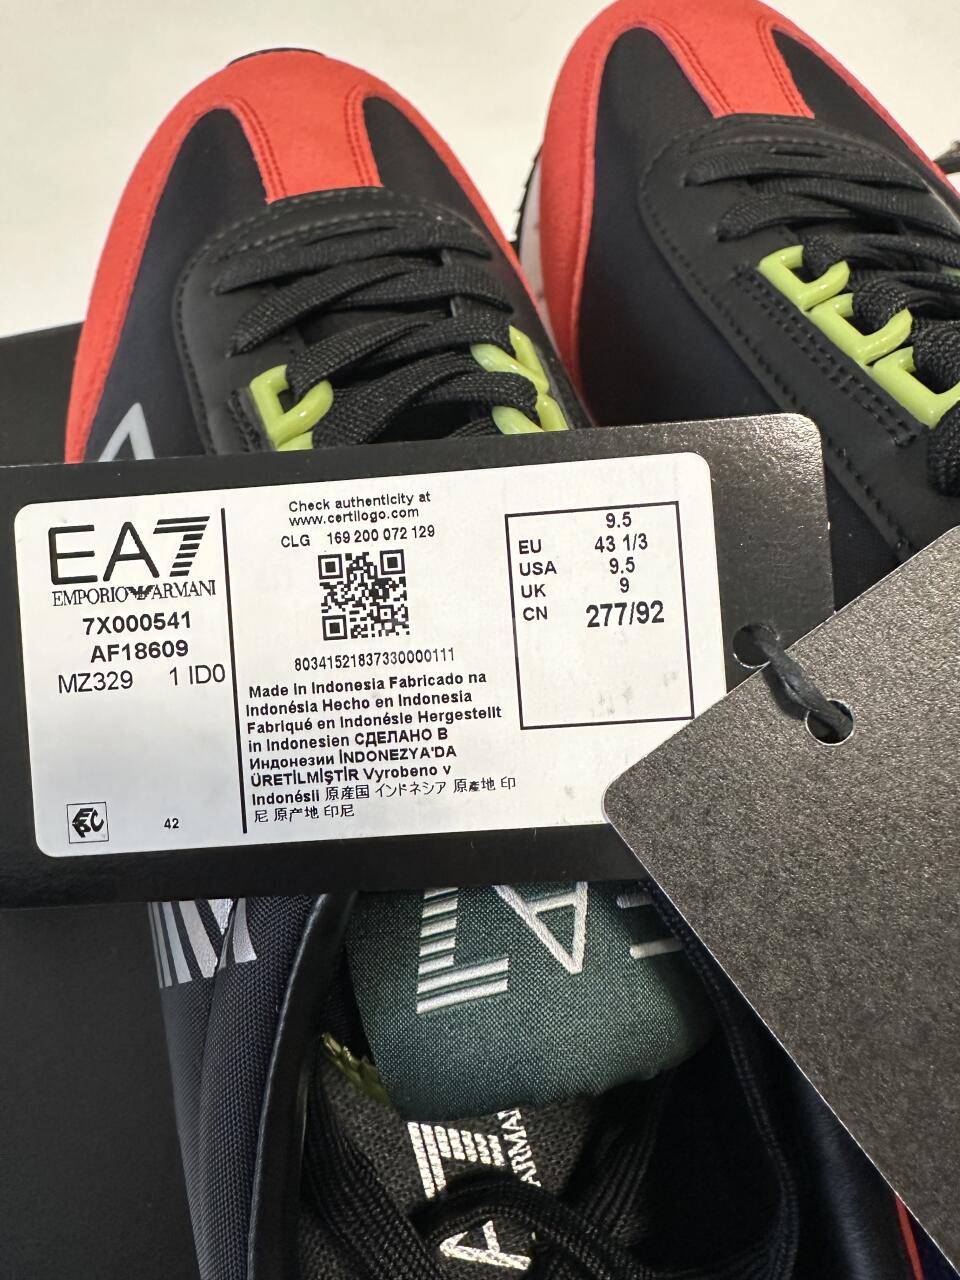 EA7
EMPORIO ARMANI
7X000541
AF18609
MZ329 1 ID0
42
Check authenticity at
www.certilogo.com
CLG 169 200 072 129
80341521837330000111
Made in Indonesia Fabricado na
Indonésia Hecho en Indonesia
Fabriqué en Indonésie Hergestellt
in Indonesien СДЕЛАНО В
Индонезии İNDONEZYA'DA
ÜRETİLMİŞTİR Vyrobeno v
Indonésii 原産国 インドネシア 原產地 印
尼 原产地 印尼
9.5
EU 43 1/3
USA 9.5
UK 9
CN 277/92